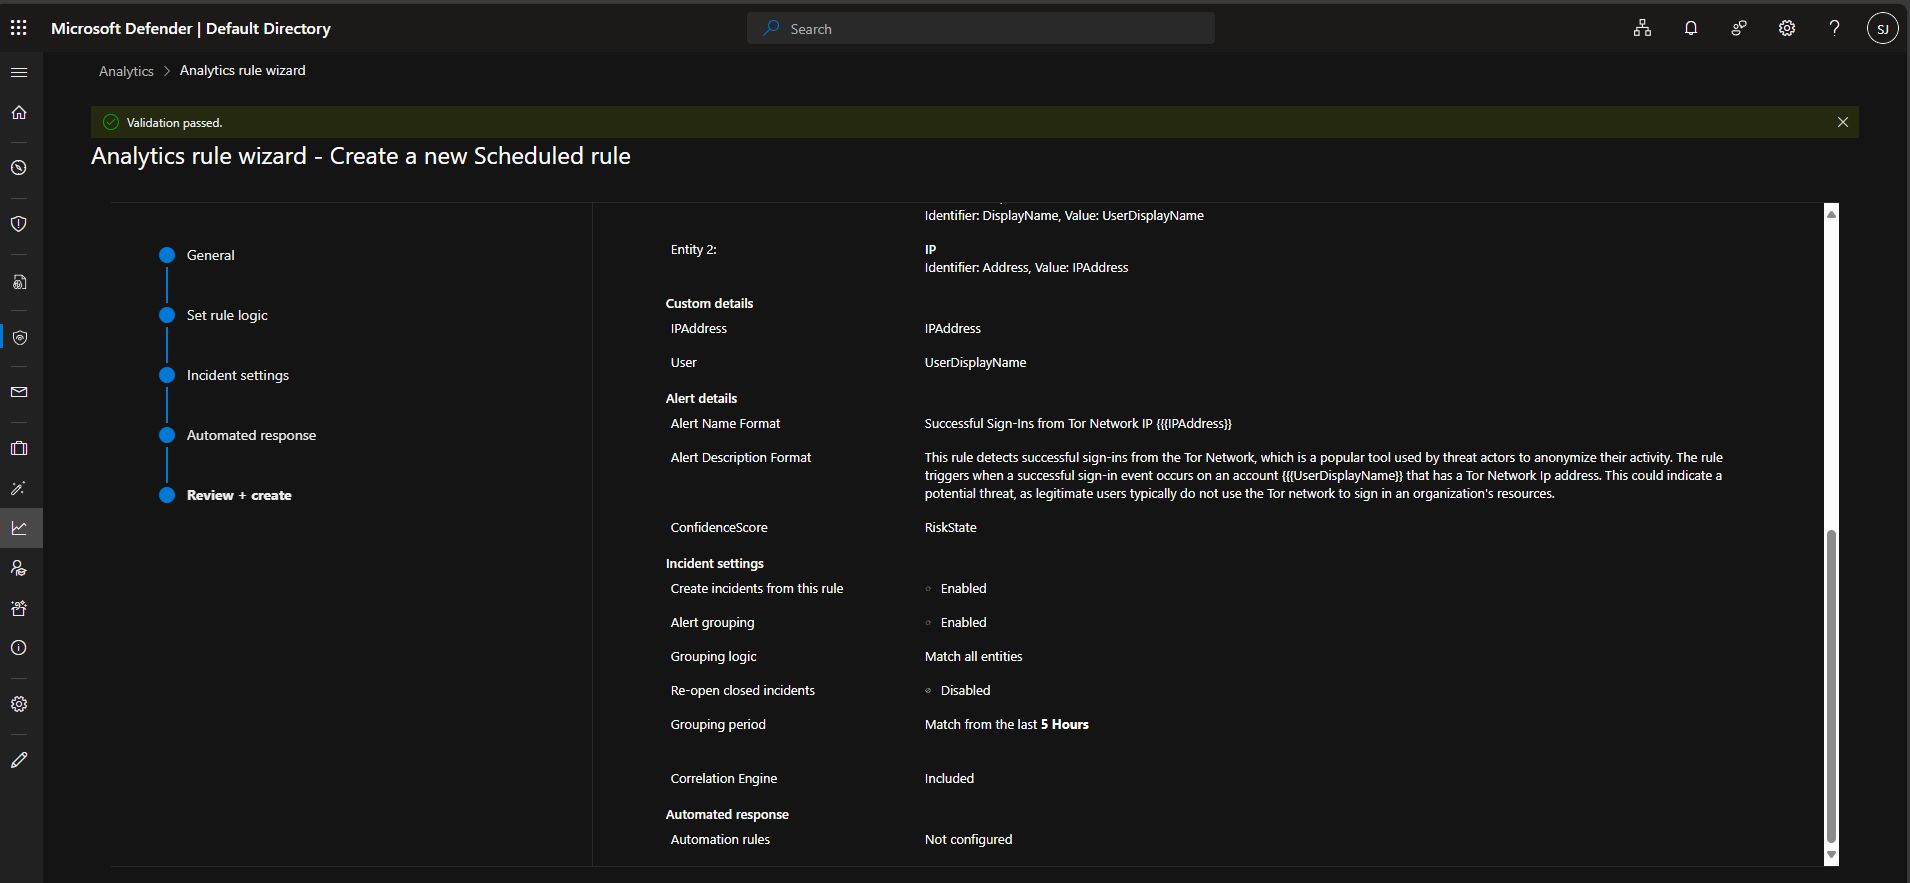 Microsoft Defender | Default Directory
Search
SJ
Analytics > Analytics rule wizard
Validation passed.
Analytics rule wizard - Create a new Scheduled rule
General
Set rule logic
Incident settings
Automated response
Review + create
Identifier: DisplayName, Value: UserDisplayName
Entity 2: IP
Identifier: Address, Value: IPAddress
Custom details
IPAddress IPAddress
User UserDisplayName
Alert details
Alert Name Format Successful Sign-Ins from Tor Network IP {{{IPAddress}}
Alert Description Format This rule detects successful sign-ins from the Tor Network, which is a popular tool used by threat actors to anonymize their activity. The rule
triggers when a successful sign-in event occurs on an account {{{UserDisplayName}} that has a Tor Network Ip address. This could indicate a
potential threat, as legitimate users typically do not use the Tor network to sign in an organization's resources.
ConfidenceScore RiskState
Incident settings
Create incidents from this rule Enabled
Alert grouping Enabled
Grouping logic Match all entities
Re-open closed incidents Disabled
Grouping period Match from the last 5 Hours
Correlation Engine Included
Automated response
Automation rules Not configured